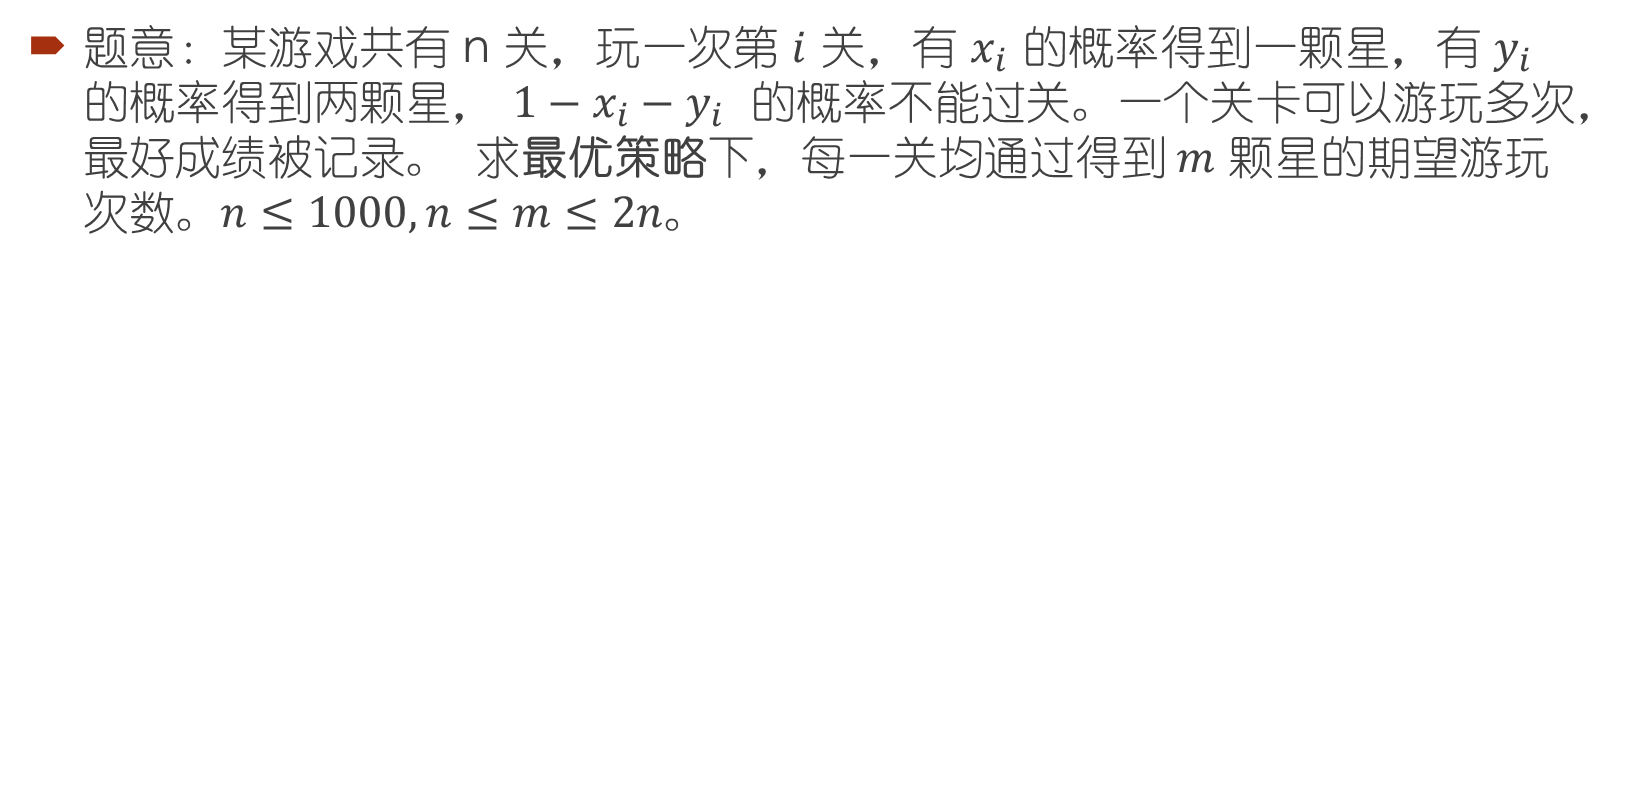 题意：某游戏共有 n 关，玩一次第 i 关，有 xᵢ 的概率得到一颗星，有 yᵢ
的概率得到两颗星， 1 − xᵢ − yᵢ 的概率不能过关。一个关卡可以游玩多次，
最好成绩被记录。 求最优策略下，每一关均通过得到 m 颗星的期望游玩
次数。n ≤ 1000, n ≤ m ≤ 2n。